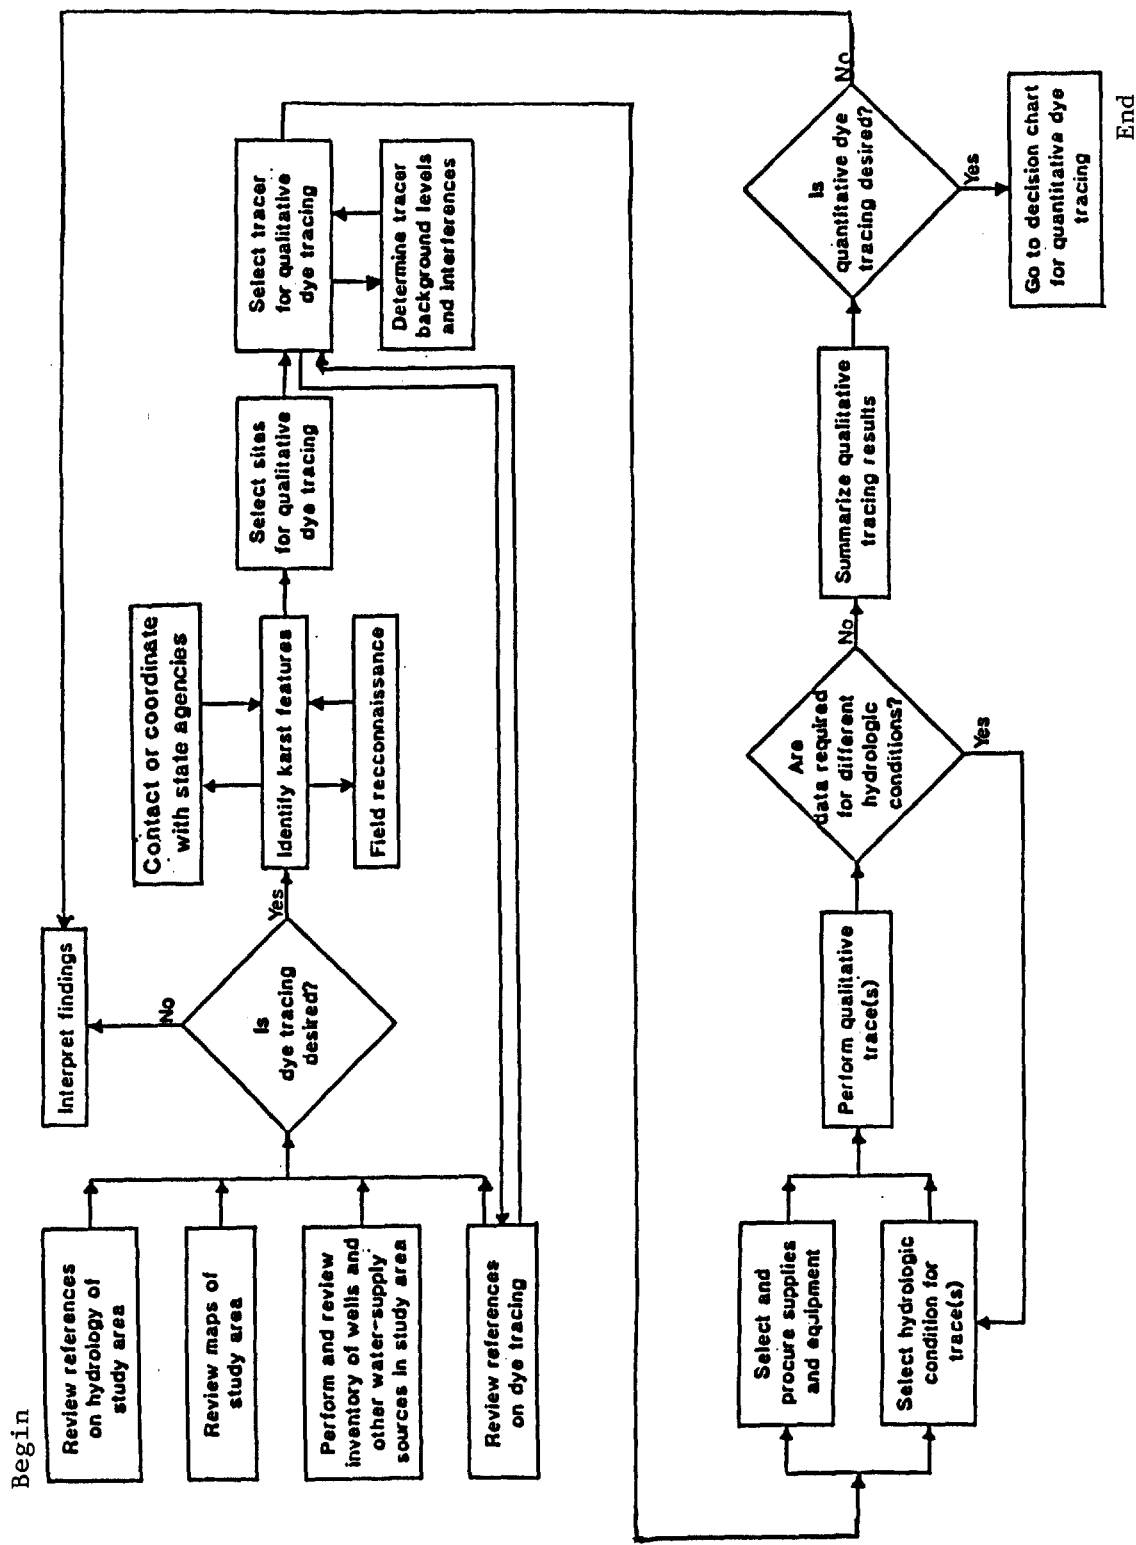 Begin
Review references
on hydrology of
study area
Review maps of
study area
Perform and review
inventory of wells and
other water-supply
sources in study area
Review references
on dye tracing
Is
dye tracing
desired?
No
Interpret findings
Yes
Contact or coordinate
with state agencies
Identify karst features
Field recconnaissance
Select sites
for qualitative
dye tracing
Select tracer
for qualitative
dye tracing
Determine tracer
background levels
and interferences
Select and
procure supplies
and equipment
Select hydrologic
condition for
trace(s)
Perform qualitative
trace(s)
Are
data required
for different
hydrologic
conditions?
Yes
No
Summarize qualitative
tracing results
Is
quantitative dye
tracing desired?
No
Yes
Go to decision chart
for quantitative dye
tracing
End